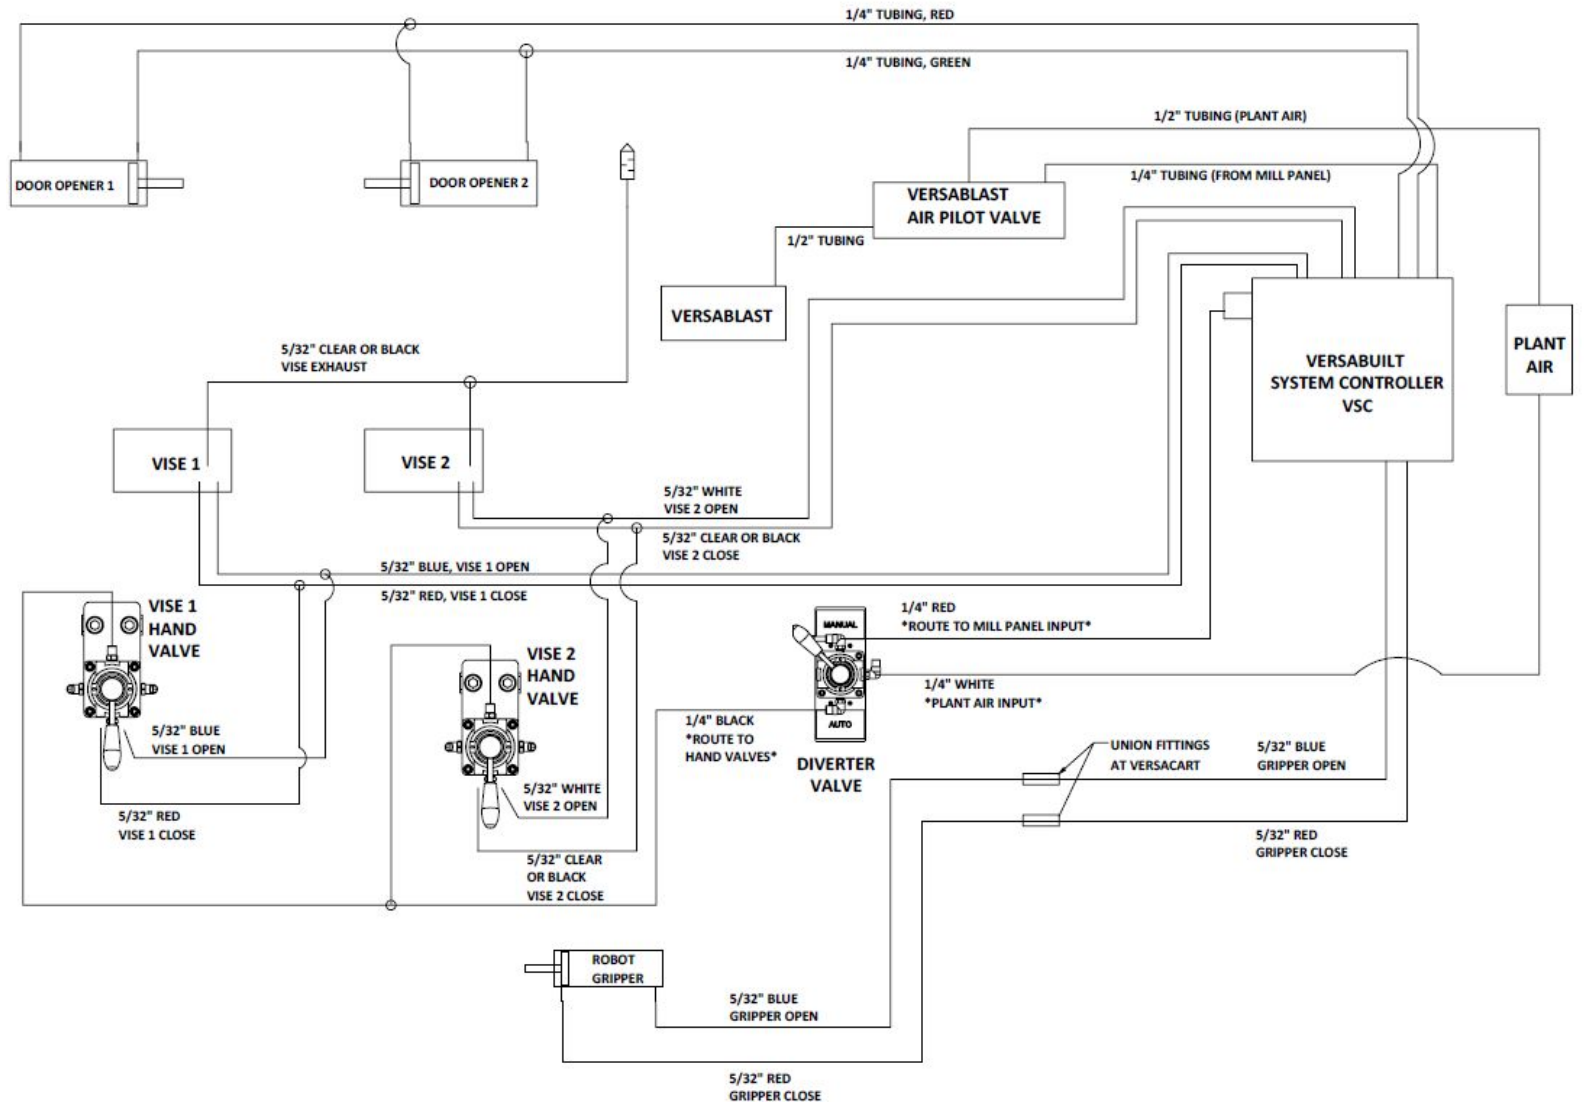 1/4" TUBING, RED
1/4" TUBING, GREEN
1/2" TUBING (PLANT AIR)
1/4" TUBING (FROM MILL PANEL)
DOOR OPENER 1
DOOR OPENER 2
VERSABLAST
AIR PILOT VALVE
1/2" TUBING
VERSABLAST
VERSABUILT
SYSTEM CONTROLLER
VSC
PLANT
AIR
5/32" CLEAR OR BLACK
VISE EXHAUST
VISE 1
VISE 2
5/32" WHITE
VISE 2 OPEN
5/32" CLEAR OR BLACK
VISE 2 CLOSE
5/32" BLUE, VISE 1 OPEN
5/32" RED, VISE 1 CLOSE
VISE 1
HAND
VALVE
VISE 2
HAND
VALVE
5/32" BLUE
VISE 1 OPEN
5/32" RED
VISE 1 CLOSE
5/32" WHITE
VISE 2 OPEN
5/32" CLEAR
OR BLACK
VISE 2 CLOSE
MANUAL
AUTO
1/4" RED
*ROUTE TO MILL PANEL INPUT*
1/4" WHITE
*PLANT AIR INPUT*
1/4" BLACK
*ROUTE TO
HAND VALVES*
DIVERTER
VALVE
UNION FITTINGS
AT VERSACART
5/32" BLUE
GRIPPER OPEN
5/32" RED
GRIPPER CLOSE
ROBOT
GRIPPER
5/32" BLUE
GRIPPER OPEN
5/32" RED
GRIPPER CLOSE